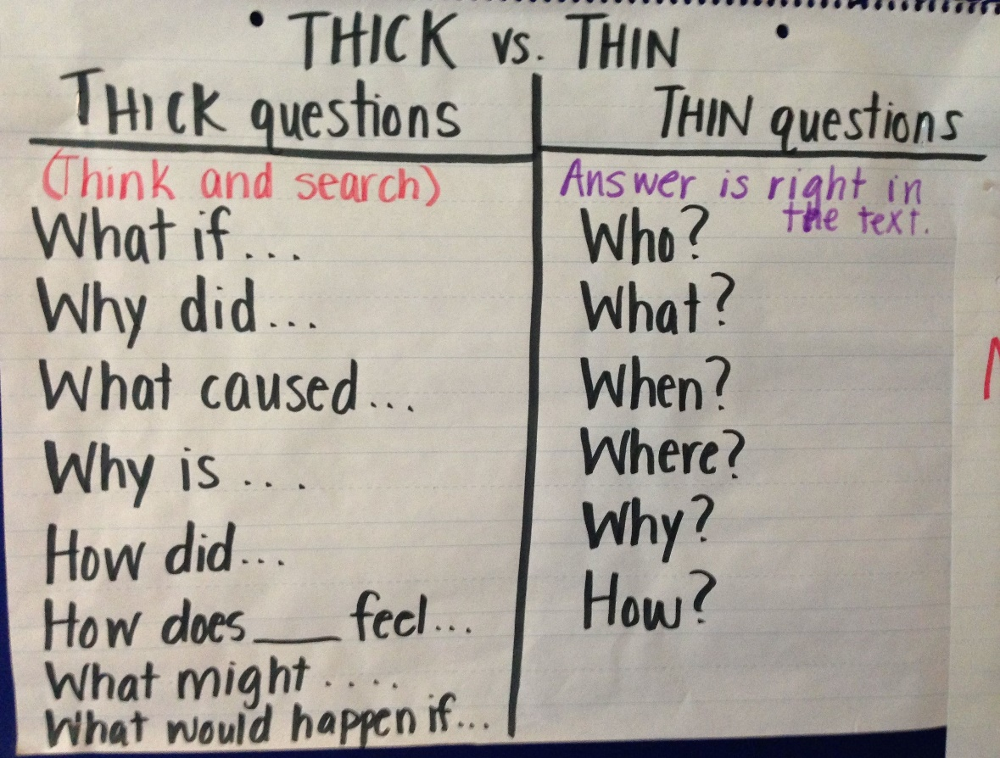 THICK vs. THIN
THICK questions
(Think and search)
What if...
Why did...
What caused...
Why is ...
How did...
How does ___ feel...
What might ....
What would happen if...
THIN questions
Answer is right in
the text.
Who?
What?
When?
Where?
Why?
How?